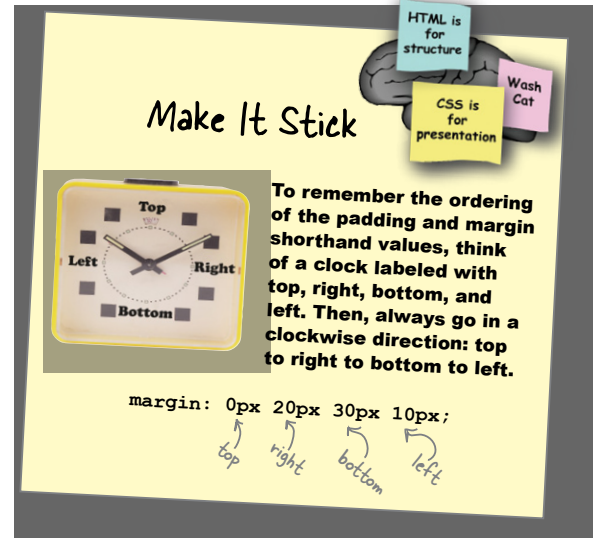 HTML is
for
structure
Wash
Cat
CSS is
for
presentation
Make It Stick
Top
Left
Right
Bottom
To remember the ordering
of the padding and margin
shorthand values, think
of a clock labeled with
top, right, bottom, and
left. Then, always go in a
clockwise direction: top
to right to bottom to left.
margin: 0px 20px 30px 10px;
top
right
bottom
left